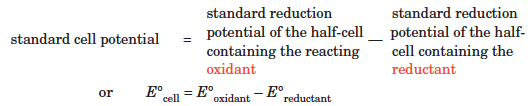 standard cell potential = standard reduction potential of the half-cell containing the reacting oxidant — standard reduction potential of the half-cell containing the reductant
or E°cell = E°oxidant – E°reductant